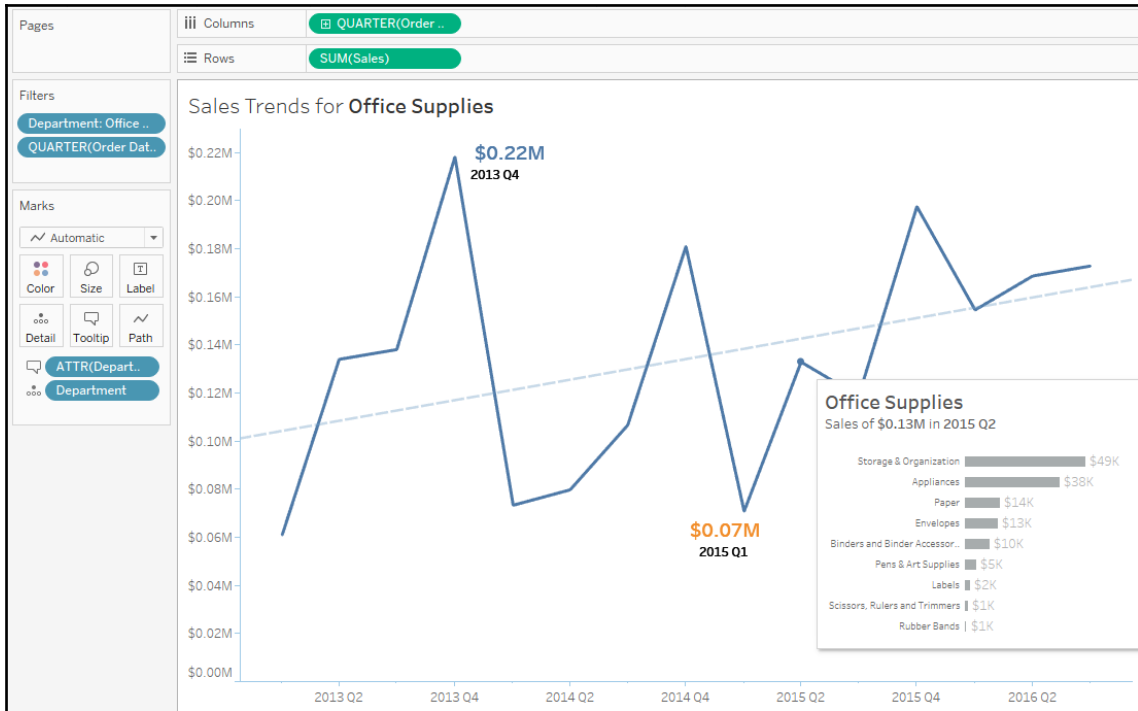 Pages
Columns
QUARTER(Order ..
Rows
SUM(Sales)
Filters
Department: Office ..
QUARTER(Order Dat..
Marks
Automatic
Color
Size
Label
Detail
Tooltip
Path
ATTR(Depart..
Department
Sales Trends for Office Supplies
$0.22M
$0.20M
$0.18M
$0.16M
$0.14M
$0.12M
$0.10M
$0.08M
$0.06M
$0.04M
$0.02M
$0.00M
$0.22M
2013 Q4
$0.07M
2015 Q1
Office Supplies
Sales of $0.13M in 2015 Q2
Storage & Organization $49K
Appliances $38K
Paper $14K
Envelopes $13K
Binders and Binder Accessor.. $10K
Pens & Art Supplies $5K
Labels $2K
Scissors, Rulers and Trimmers $1K
Rubber Bands $1K
2013 Q2 2013 Q4 2014 Q2 2014 Q4 2015 Q2 2015 Q4 2016 Q2